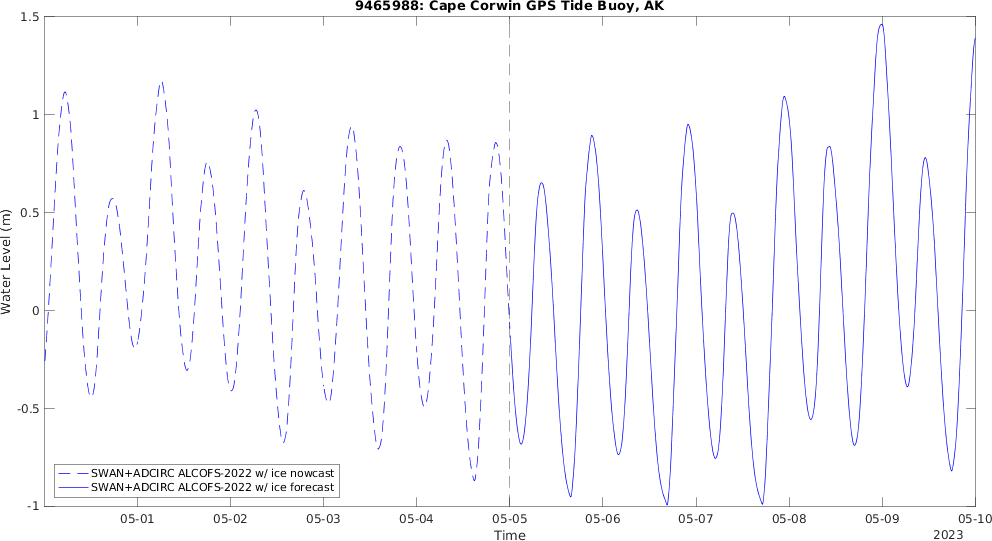 9465988: Cape Corwin GPS Tide Buoy, AK
1.5
1
0.5
0
-0.5
-1
Water Level (m)
SWAN+ADCIRC ALCOFS-2022 w/ ice nowcast
SWAN+ADCIRC ALCOFS-2022 w/ ice forecast
05-01 05-02 05-03 05-04 05-05 05-06 05-07 05-08 05-09 05-10
Time
2023